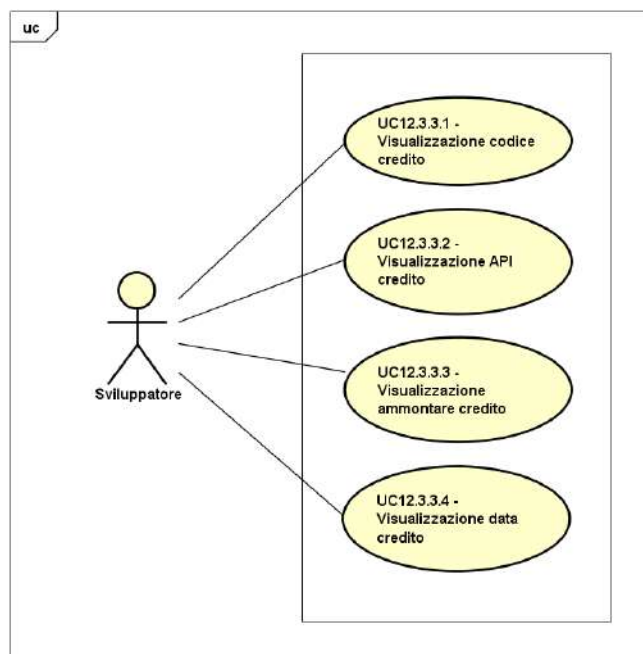 uc
UC12.3.3.1 -
Visualizzazione codice
credito
UC12.3.3.2 -
Visualizzazione API
credito
UC12.3.3.3 -
Visualizzazione
ammontare credito
Sviluppatore
UC12.3.3.4 -
Visualizzazione data
credito